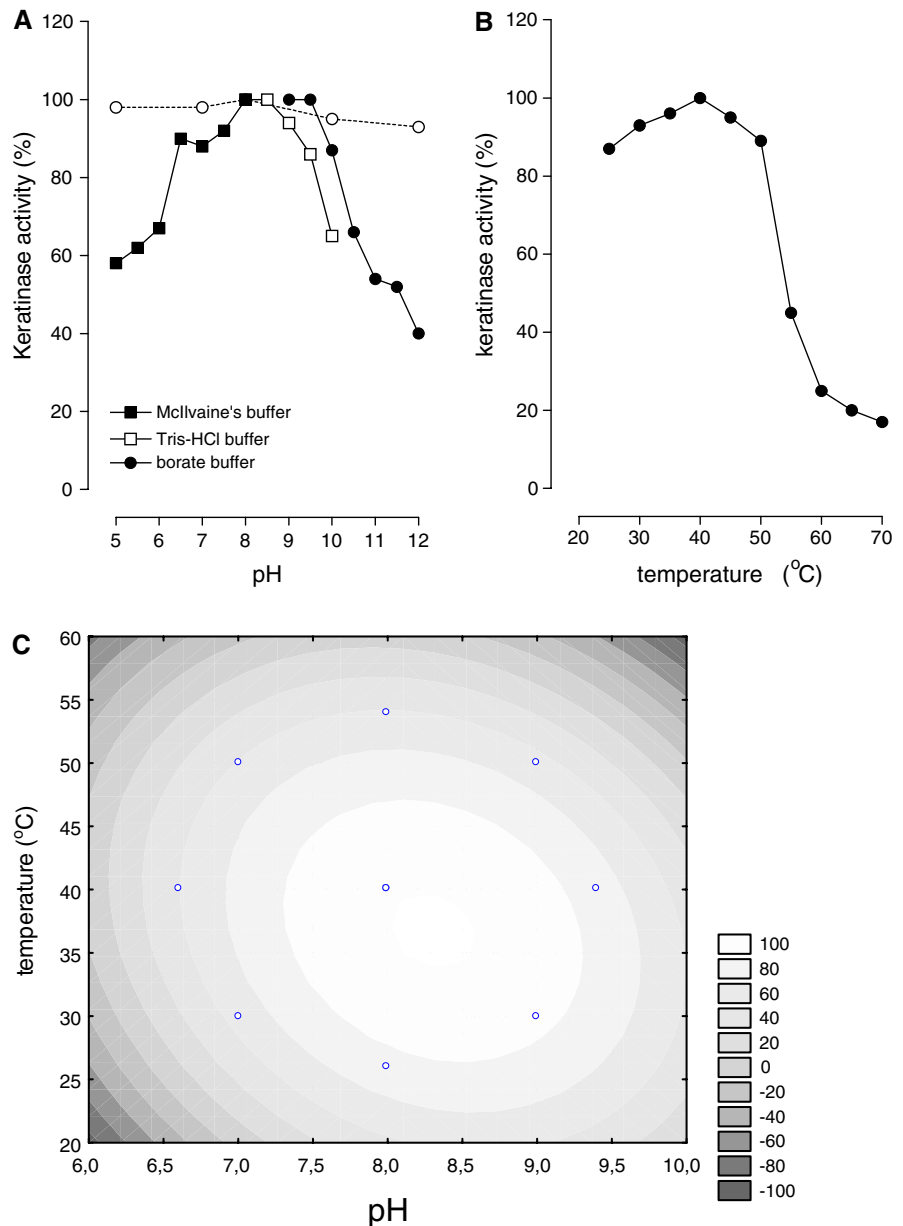 A
120
100
80
60
40
20
0
Keratinase activity (%)
McIlvaine's buffer
Tris-HCl buffer
borate buffer
5 6 7 8 9 10 11 12
pH
B
120
100
80
60
40
20
0
keratinase activity (%)
20 30 40 50 60 70
temperature (°C)
C
60
55
50
45
40
35
30
25
20
temperature (°C)
6,0 6,5 7,0 7,5 8,0 8,5 9,0 9,5 10,0
pH
100
80
60
40
20
0
-20
-40
-60
-80
-100